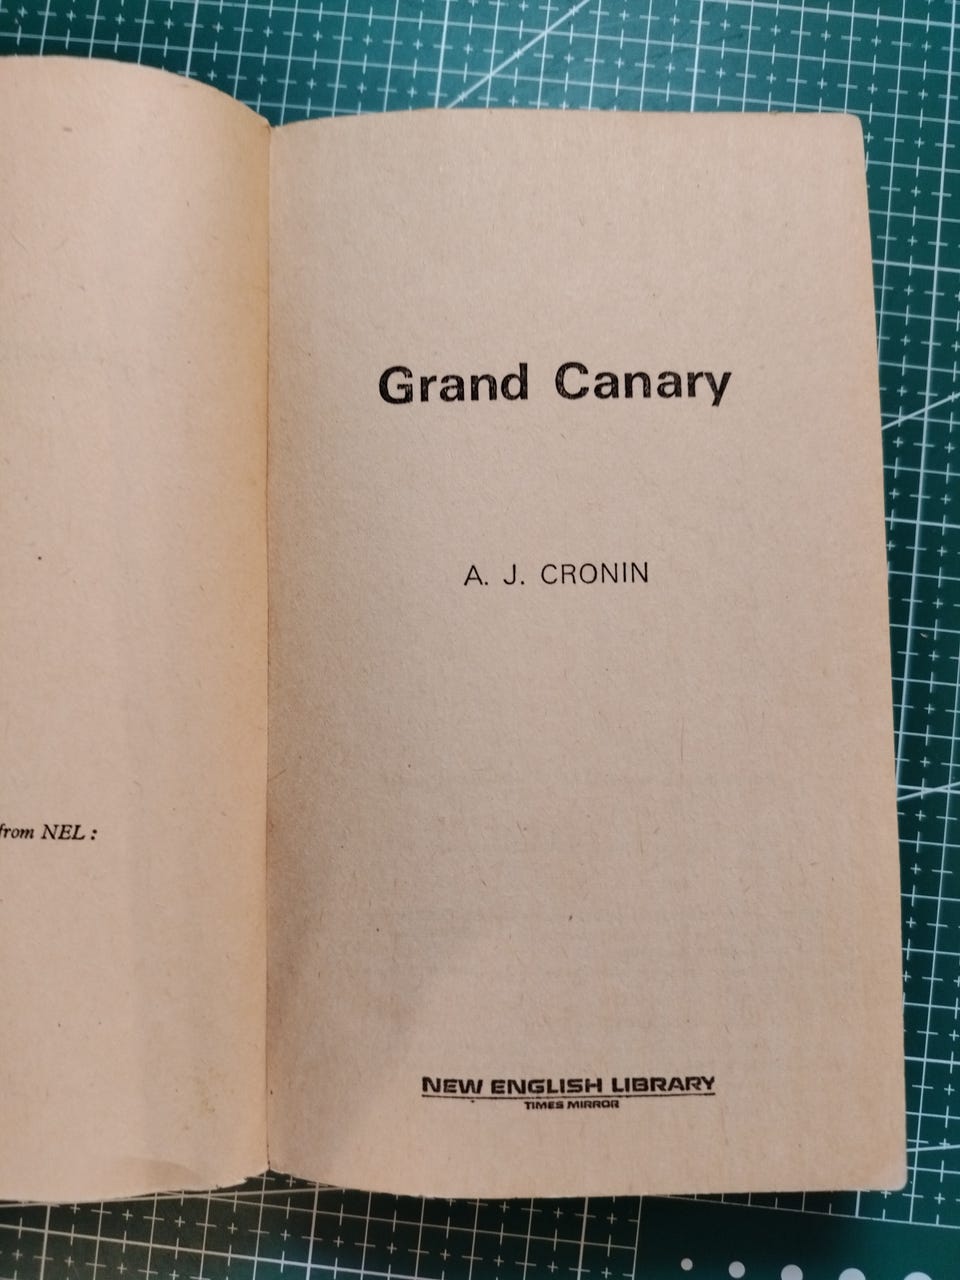 from NEL :
Grand Canary
A. J. CRONIN
NEW ENGLISH LIBRARY
TIMES MIRROR